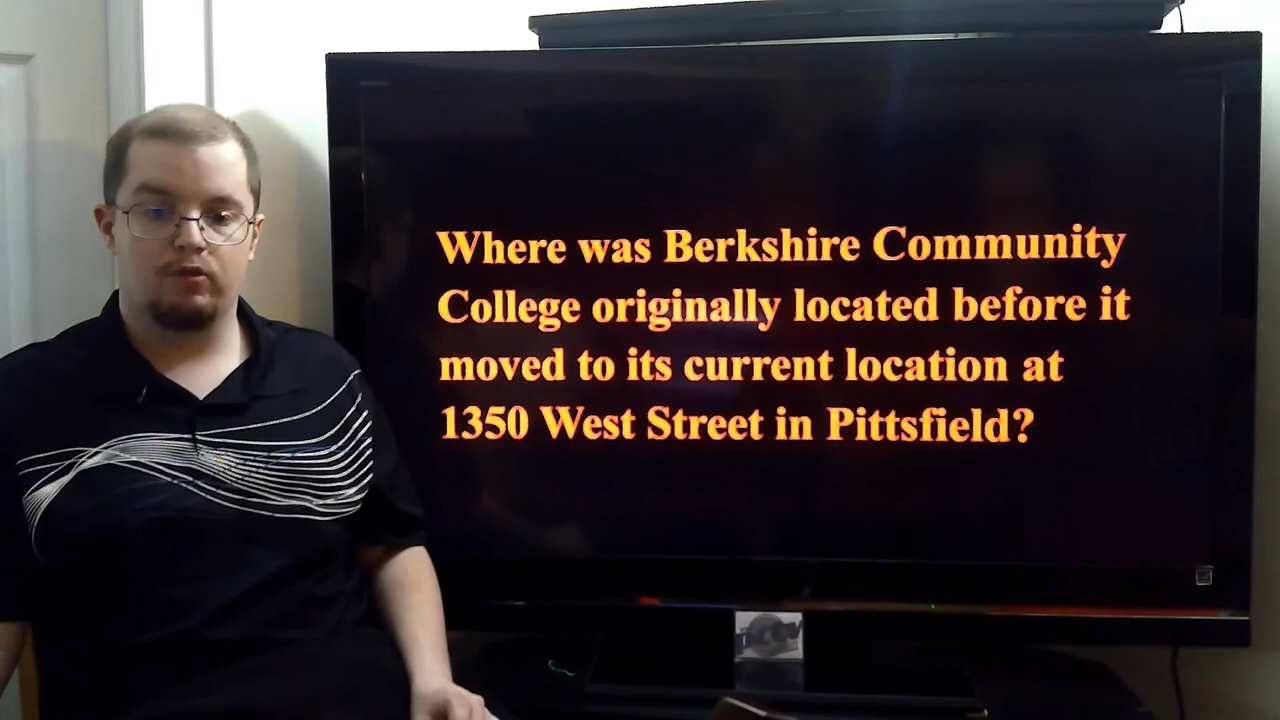 Where was Berkshire Community
College originally located before it
moved to its current location at
1350 West Street in Pittsfield?